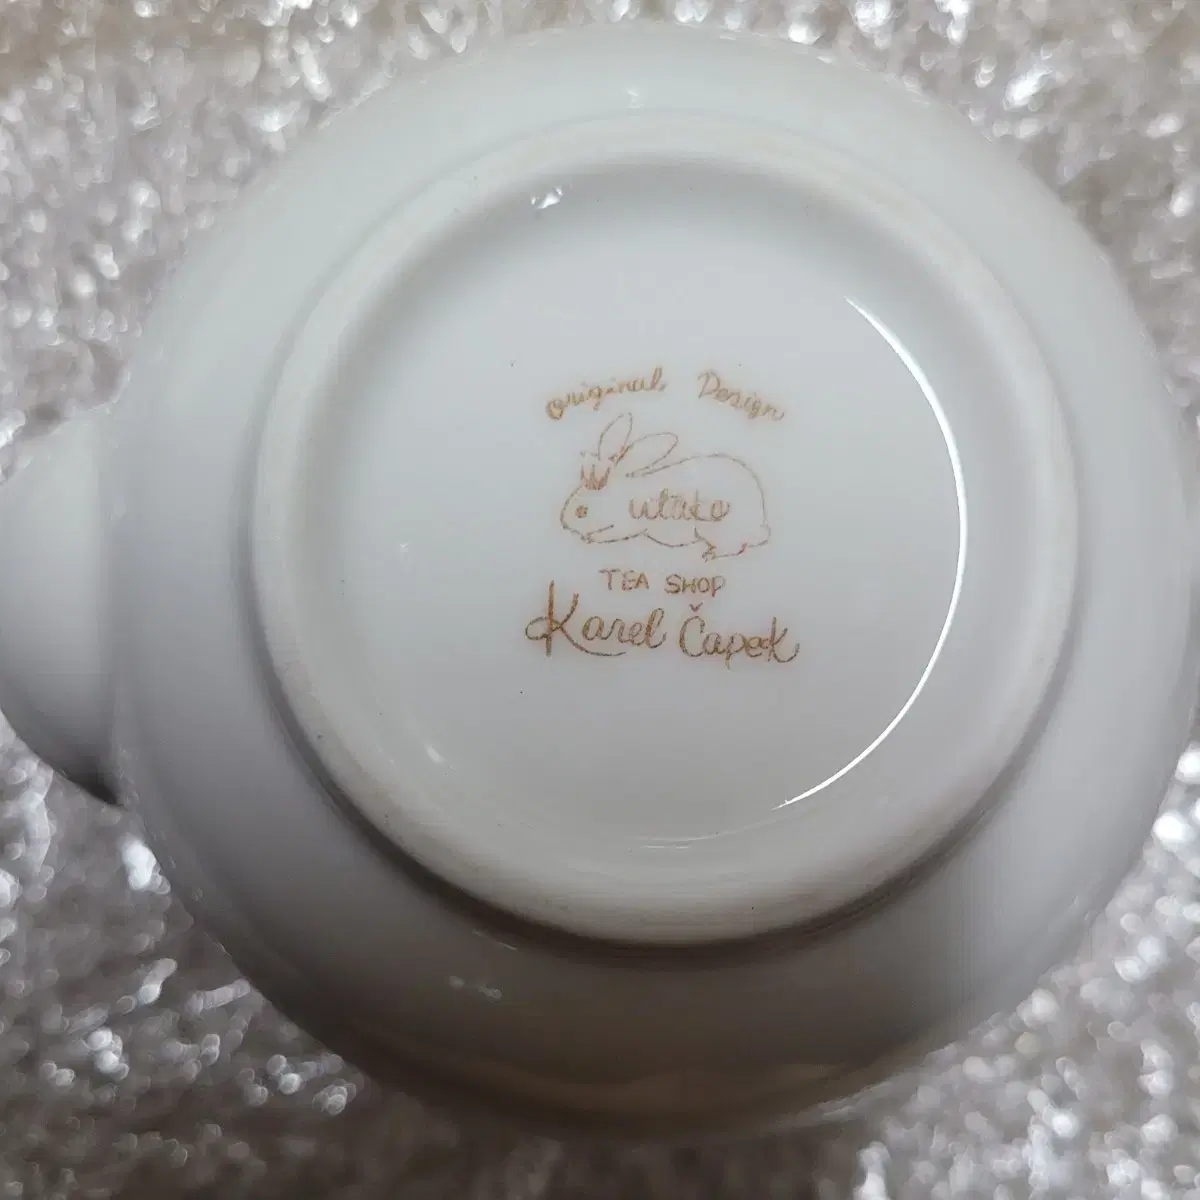 Original Design
utako
TEA SHOP
Karel Čapek